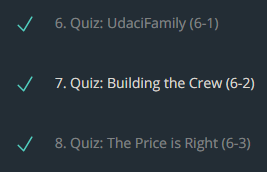 6. Quiz: UdaciFamily (6-1)
7. Quiz: Building the Crew (6-2)
8. Quiz: The Price is Right (6-3)